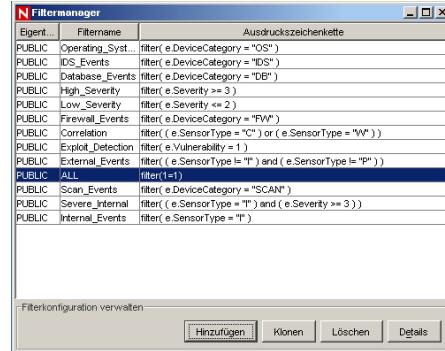 N Filtermanager
Eigent... Filtername Ausdruckszeichenkette
PUBLIC Operating_Syst... filter( e.DeviceCategory = "OS" )
PUBLIC IDS_Events filter( e.DeviceCategory = "IDS" )
PUBLIC Database_Events filter( e.DeviceCategory = "DB" )
PUBLIC High_Severity filter( e.Severity >= 3 )
PUBLIC Low_Severity filter( e.Severity <= 2 )
PUBLIC Firewall_Events filter( e.DeviceCategory = "FW" )
PUBLIC Correlation filter( ( e.SensorType = "C" ) or ( e.SensorType = "W" ) )
PUBLIC Exploit_Detection filter( e.Vulnerability = 1 )
PUBLIC External_Events filter( ( e.SensorType != "I" ) and ( e.SensorType != "P" ) )
PUBLIC ALL filter(1=1)
PUBLIC Scan_Events filter( e.DeviceCategory = "SCAN" )
PUBLIC Severe_Internal filter( ( e.SensorType = "I" ) and ( e.Severity >= 3 ) )
PUBLIC Internal_Events filter( e.SensorType = "I" )
Filterkonfiguration verwalten
Hinzufügen Klonen Löschen Details